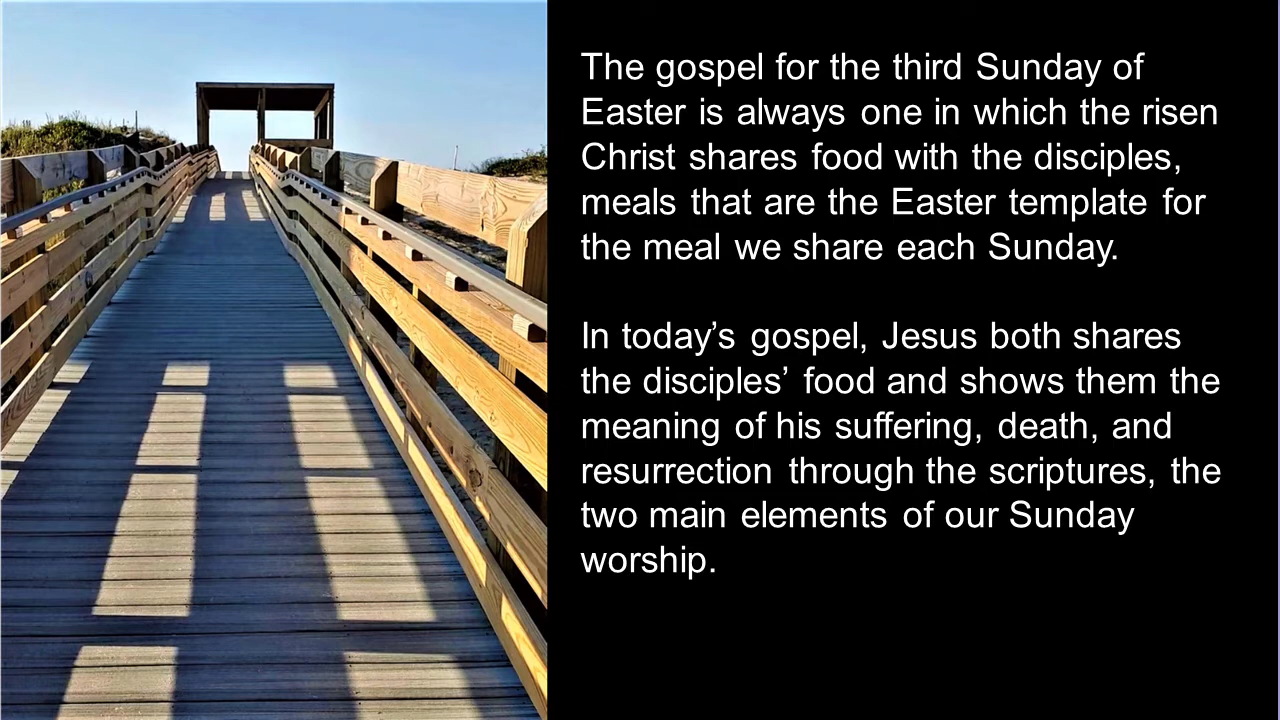 The gospel for the third Sunday of
Easter is always one in which the risen
Christ shares food with the disciples,
meals that are the Easter template for
the meal we share each Sunday.
In today’s gospel, Jesus both shares
the disciples’ food and shows them the
meaning of his suffering, death, and
resurrection through the scriptures, the
two main elements of our Sunday
worship.